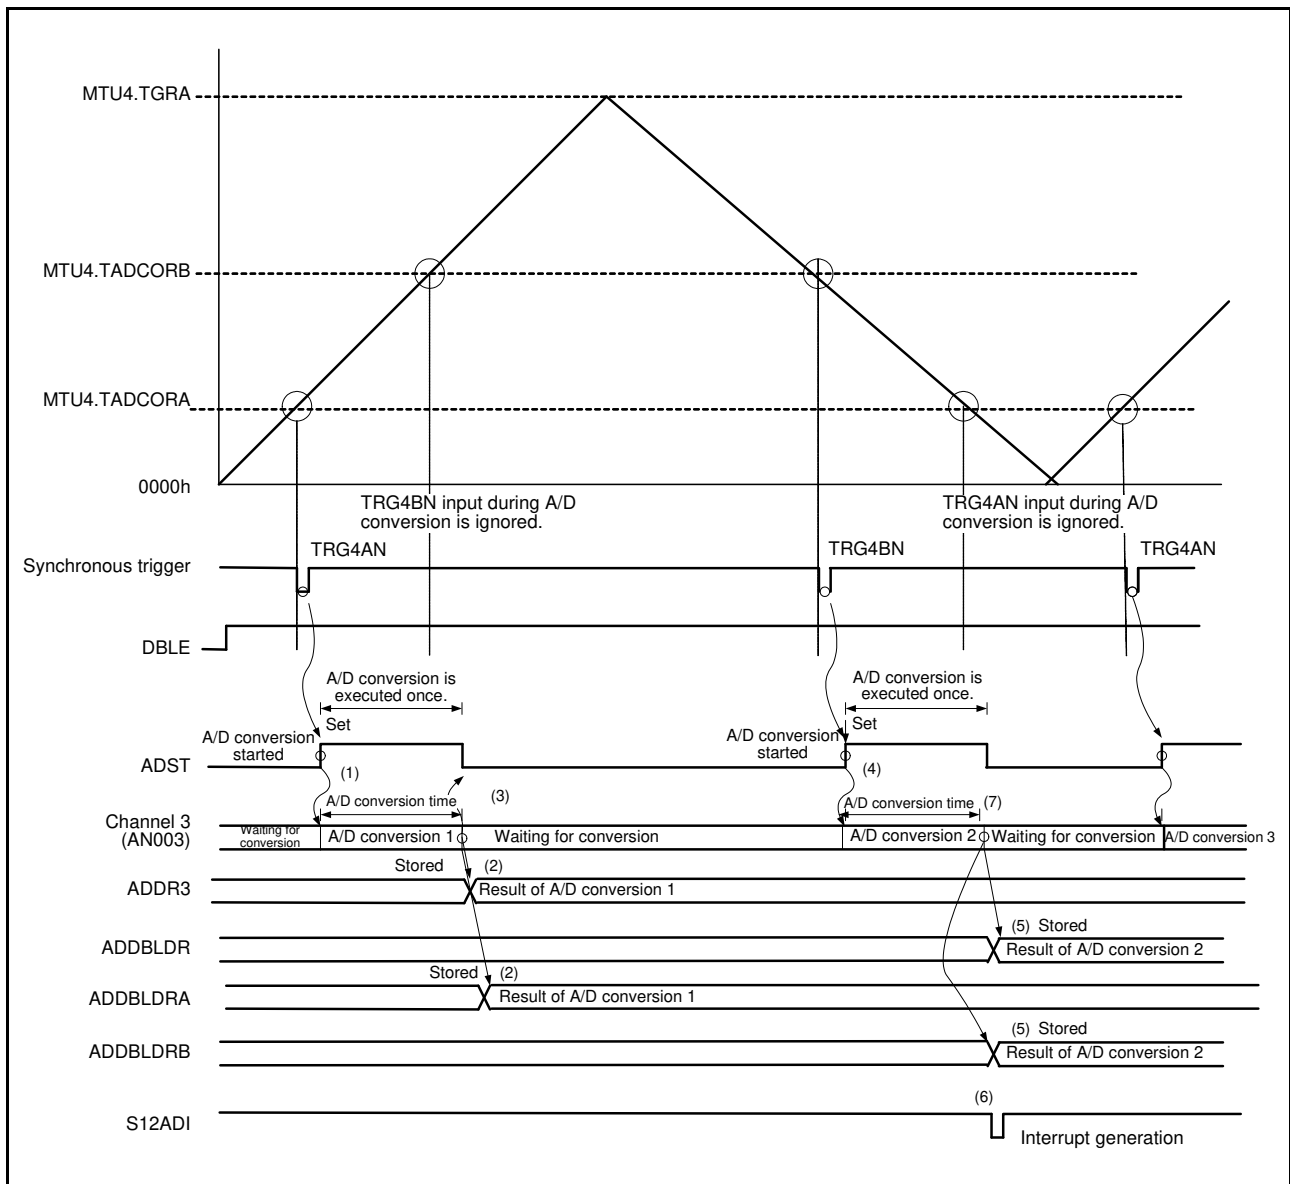 MTU4.TGRA
MTU4.TADCORB
MTU4.TADCORA
0000h
TRG4BN input during A/D
conversion is ignored.
TRG4AN input during A/D
conversion is ignored.
Synchronous trigger
TRG4AN
TRG4BN
TRG4AN
DBLE
A/D conversion is
executed once.
A/D conversion is
executed once.
Set
Set
A/D conversion
started
A/D conversion
started
ADST
(1)
(4)
(3)
A/D conversion time
A/D conversion time
(7)
Channel 3
(AN003)
Waiting for
conversion
A/D conversion 1
Waiting for conversion
A/D conversion 2
Waiting for conversion
A/D conversion 3
Stored
(2)
ADDR3
Result of A/D conversion 1
(5) Stored
ADDBLDR
Result of A/D conversion 2
Stored
(2)
ADDBLDRA
Result of A/D conversion 1
(5) Stored
ADDBLDRB
Result of A/D conversion 2
(6)
S12ADI
Interrupt generation